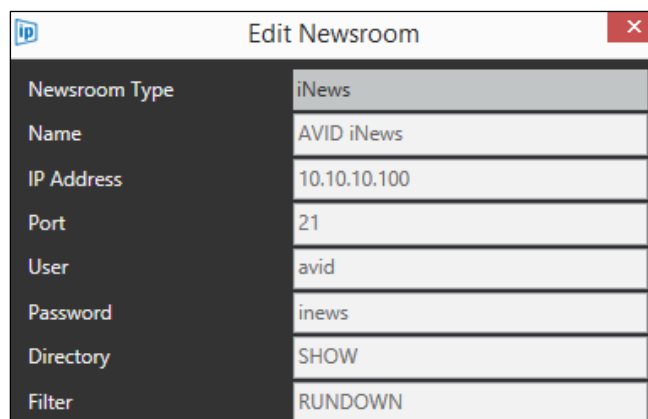 ip
Edit Newsroom
Newsroom Type iNews
Name AVID iNews
IP Address 10.10.10.100
Port 21
User avid
Password inews
Directory SHOW
Filter RUNDOWN